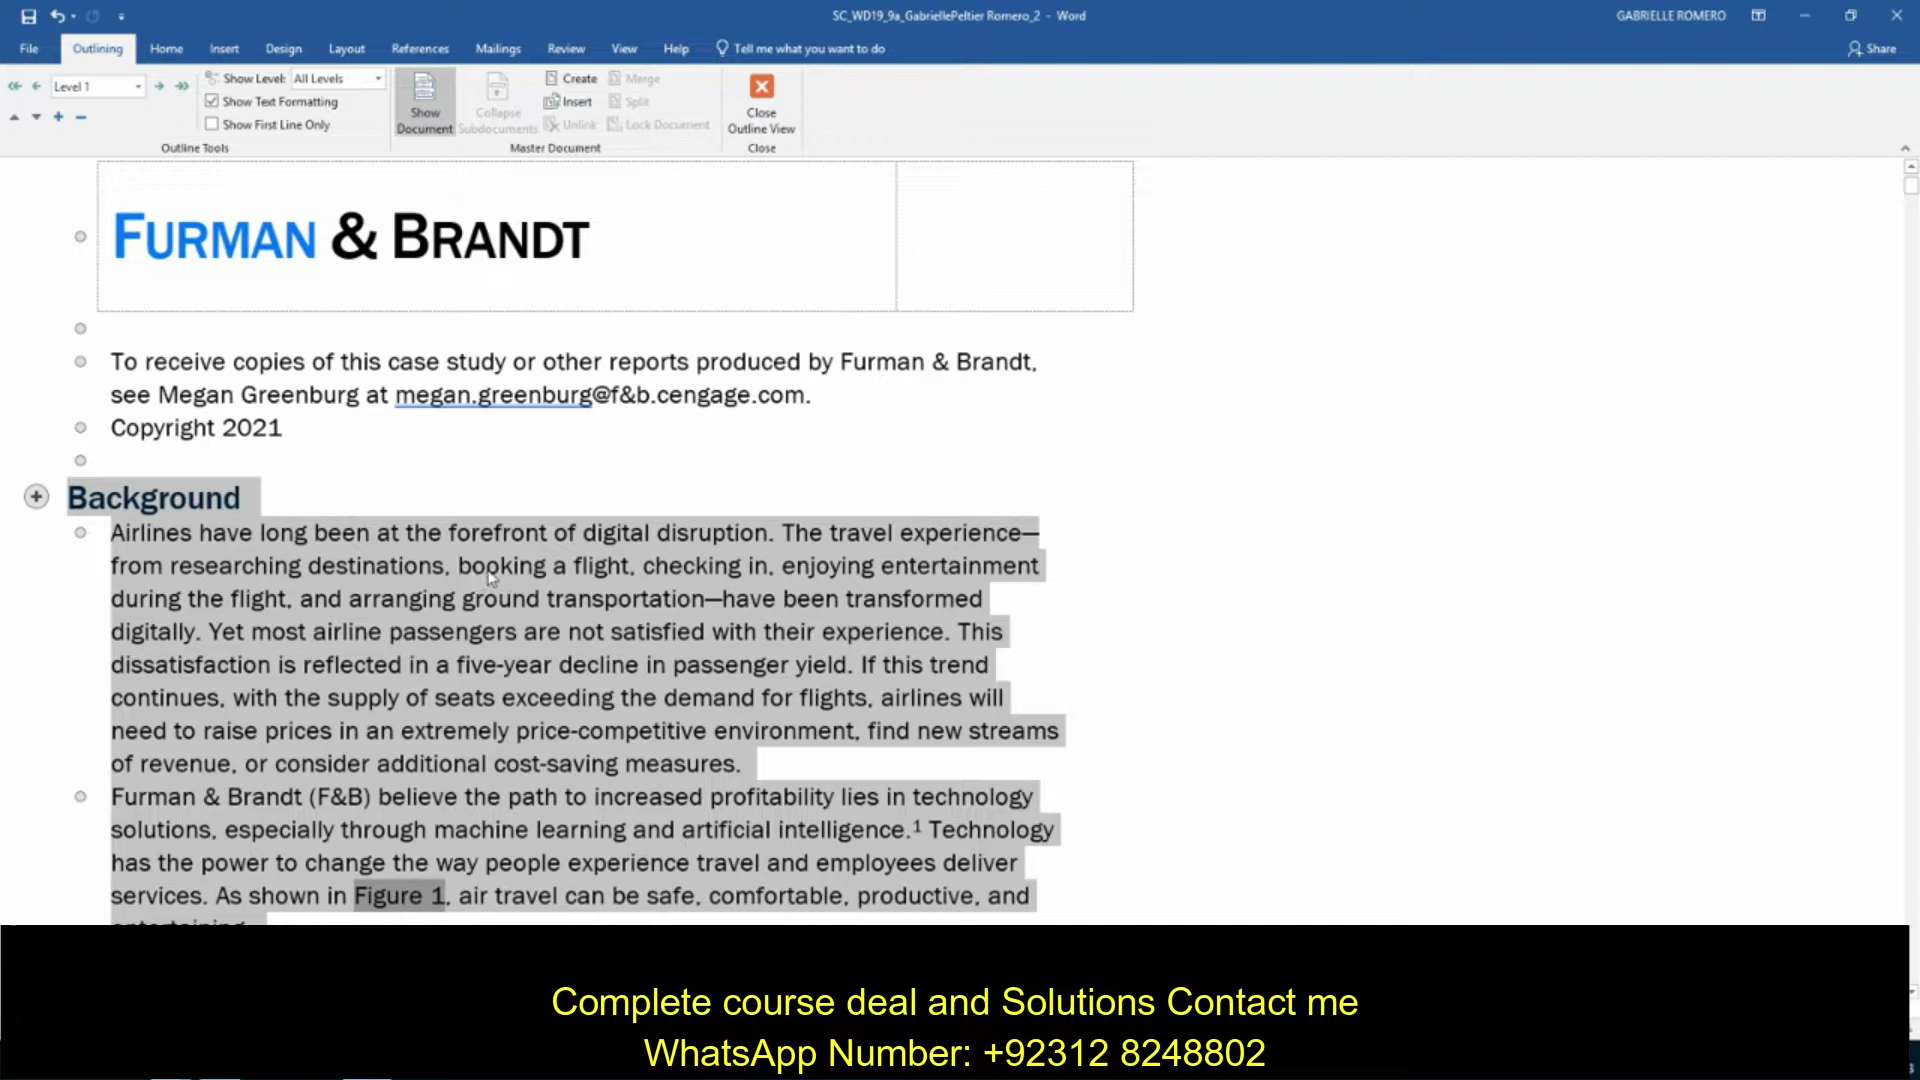 SC_WD19_9a_GabriellePeltier Romero_2 - Word
GABRIELLE ROMERO
File Outlining Home Insert Design Layout References Mailings Review View Help Tell me what you want to do Share
Level 1
Show Level: All Levels
Show Text Formatting
Show First Line Only
Outline Tools
Show Document
Collapse Subdocuments
Create
Insert
Unlink
Merge
Split
Lock Document
Master Document
Close Outline View
Close
FURMAN & BRANDT
To receive copies of this case study or other reports produced by Furman & Brandt,
see Megan Greenburg at megan.greenburg@f&b.cengage.com.
Copyright 2021
Background
Airlines have long been at the forefront of digital disruption. The travel experience—
from researching destinations, booking a flight, checking in, enjoying entertainment
during the flight, and arranging ground transportation—have been transformed
digitally. Yet most airline passengers are not satisfied with their experience. This
dissatisfaction is reflected in a five-year decline in passenger yield. If this trend
continues, with the supply of seats exceeding the demand for flights, airlines will
need to raise prices in an extremely price-competitive environment, find new streams
of revenue, or consider additional cost-saving measures.
Furman & Brandt (F&B) believe the path to increased profitability lies in technology
solutions, especially through machine learning and artificial intelligence.¹ Technology
has the power to change the way people experience travel and employees deliver
services. As shown in Figure 1, air travel can be safe, comfortable, productive, and
Complete course deal and Solutions Contact me
WhatsApp Number: +92312 8248802